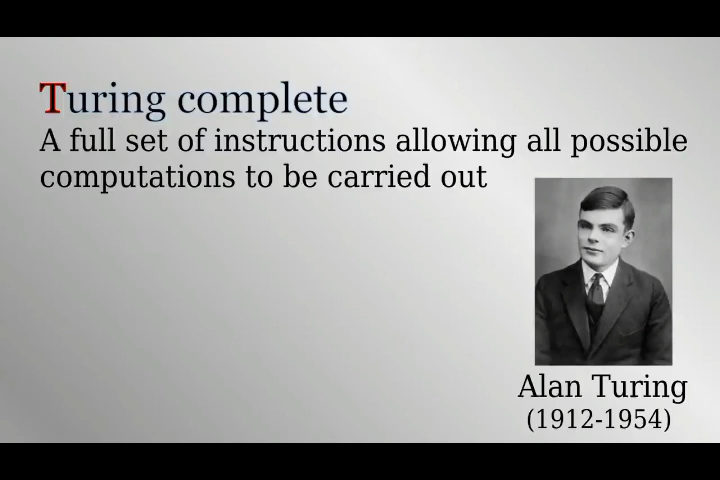 Turing complete
A full set of instructions allowing all possible
computations to be carried out
Alan Turing
(1912-1954)